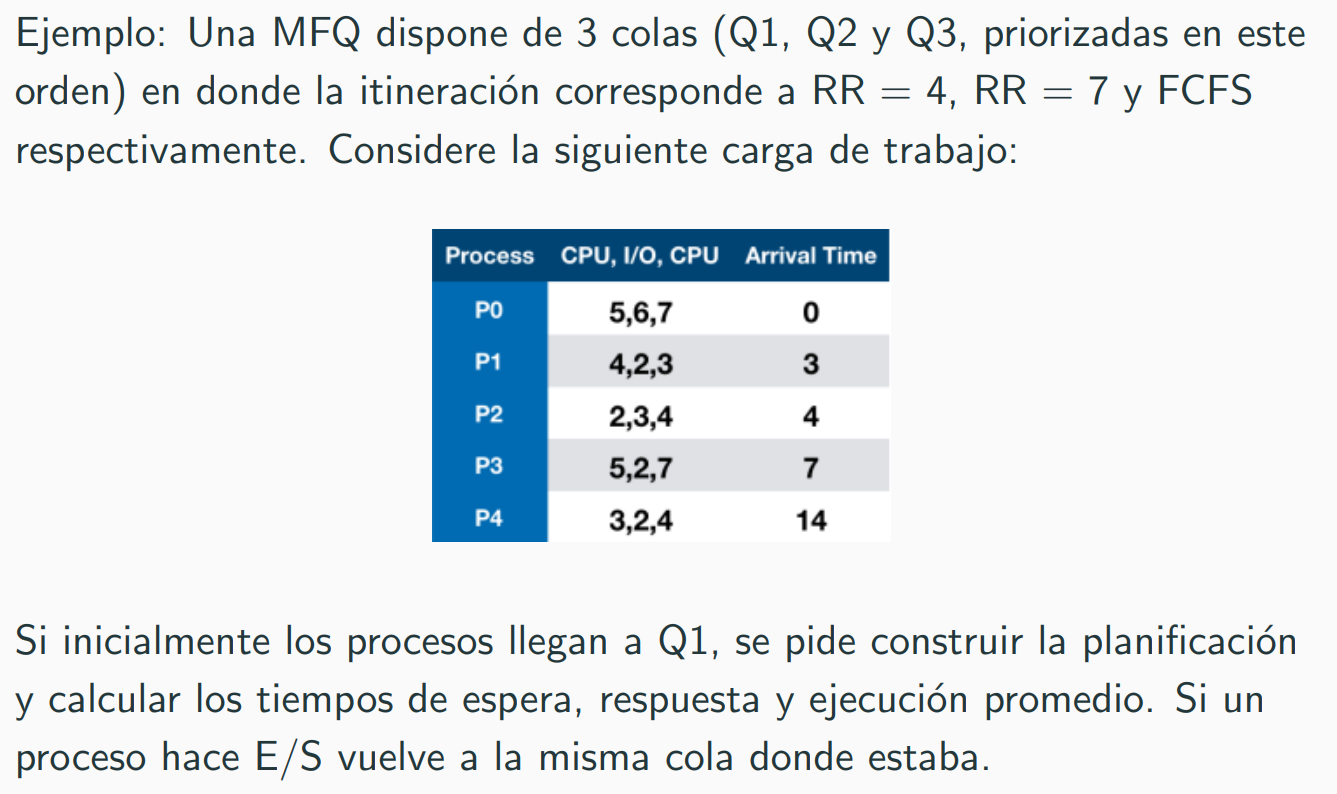 Ejemplo: Una MFQ dispone de 3 colas (Q1, Q2 y Q3, priorizadas en este
orden) en donde la itineración corresponde a RR = 4, RR = 7 y FCFS
respectivamente. Considere la siguiente carga de trabajo:
Process CPU, I/O, CPU Arrival Time
P0 5,6,7 0
P1 4,2,3 3
P2 2,3,4 4
P3 5,2,7 7
P4 3,2,4 14
Si inicialmente los procesos llegan a Q1, se pide construir la planificación
y calcular los tiempos de espera, respuesta y ejecución promedio. Si un
proceso hace E/S vuelve a la misma cola donde estaba.